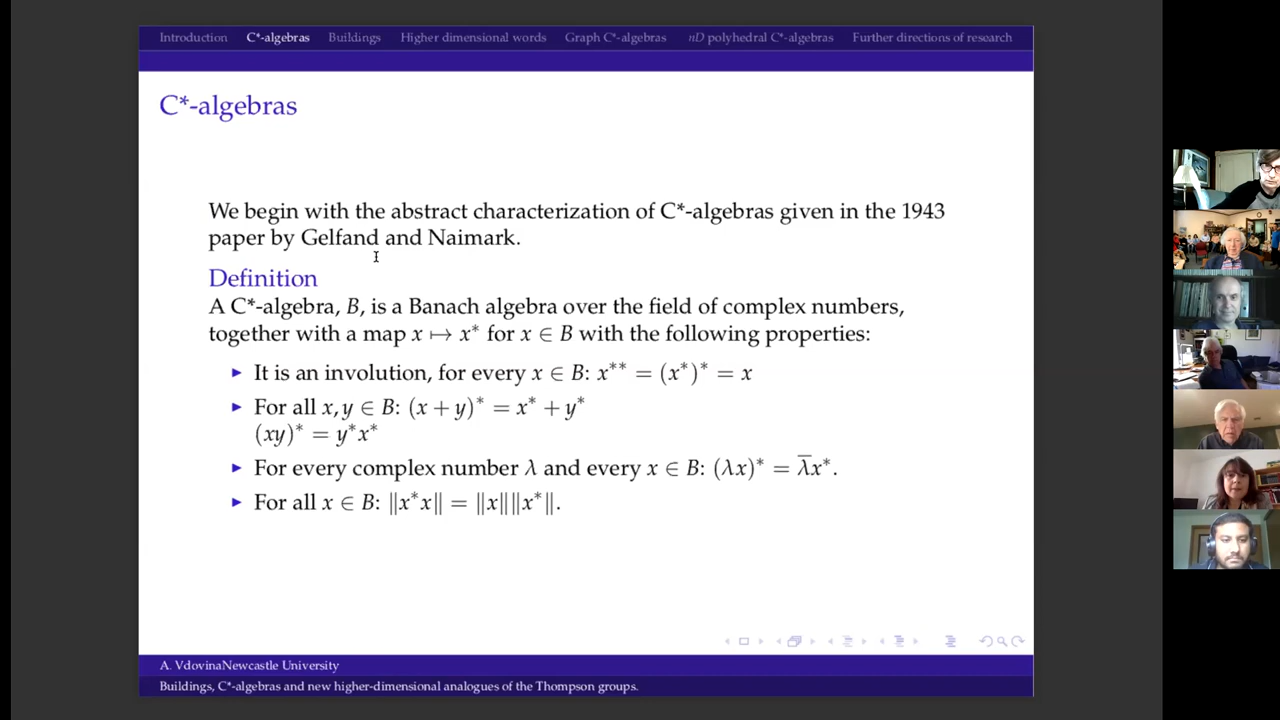 Introduction C*-algebras Buildings Higher dimensional words Graph C*-algebras nD polyhedral C*-algebras Further directions of research
C*-algebras
We begin with the abstract characterization of C*-algebras given in the 1943
paper by Gelfand and Naimark.
Definition
A C*-algebra, B, is a Banach algebra over the field of complex numbers,
together with a map x ↦ x* for x ∈ B with the following properties:
▶ It is an involution, for every x ∈ B: x** = (x*)* = x
▶ For all x, y ∈ B: (x + y)* = x* + y*
(xy)* = y*x*
▶ For every complex number λ and every x ∈ B: (λx)* = λ̅x*.
▶ For all x ∈ B: ‖x*x‖ = ‖x‖‖x*‖.
A. VdovinaNewcastle University
Buildings, C*-algebras and new higher-dimensional analogues of the Thompson groups.